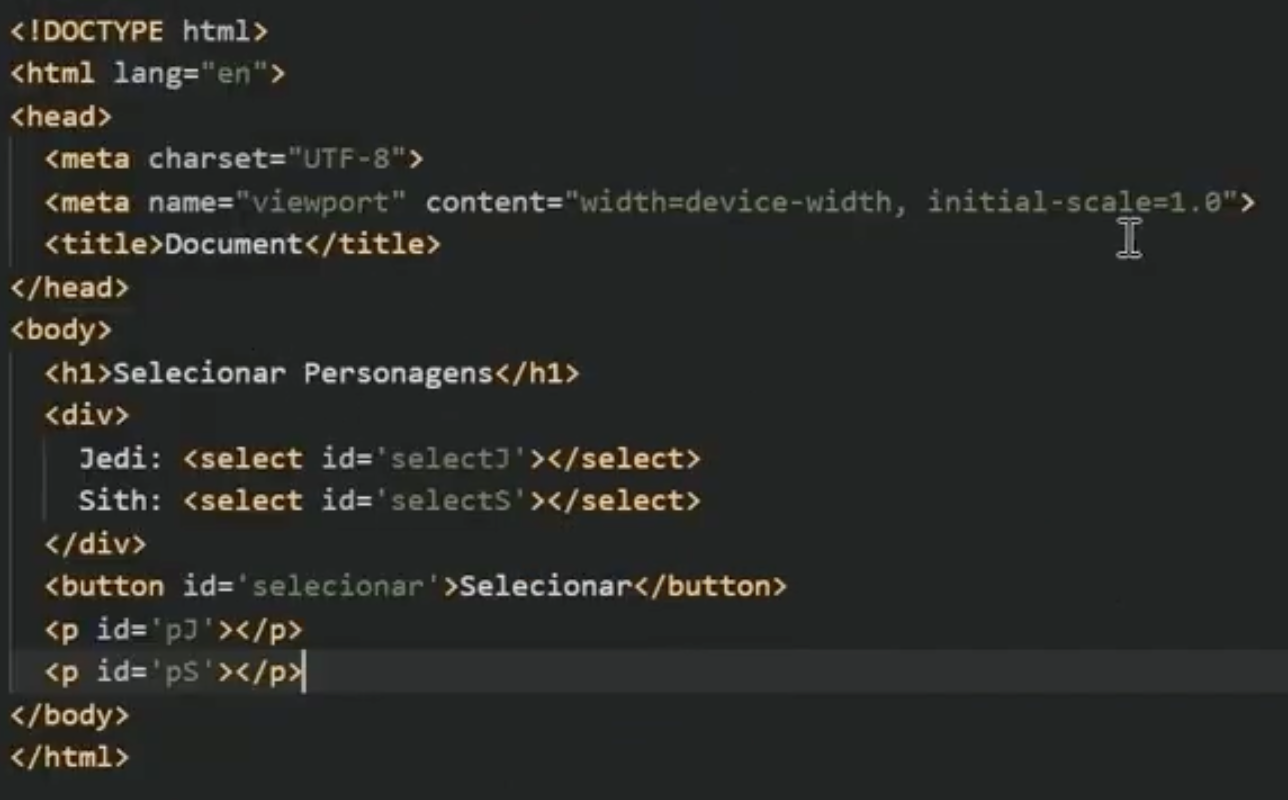 <!DOCTYPE html>
<html lang="en">
<head>
<meta charset="UTF-8">
<meta name="viewport" content="width=device-width, initial-scale=1.0">
<title>Document</title>
</head>
<body>
<h1>Selecionar Personagens</h1>
<div>
Jedi: <select id='selectJ'></select>
Sith: <select id='selectS'></select>
</div>
<button id='selecionar'>Selecionar</button>
<p id='pJ'></p>
<p id='pS'></p>
</body>
</html>